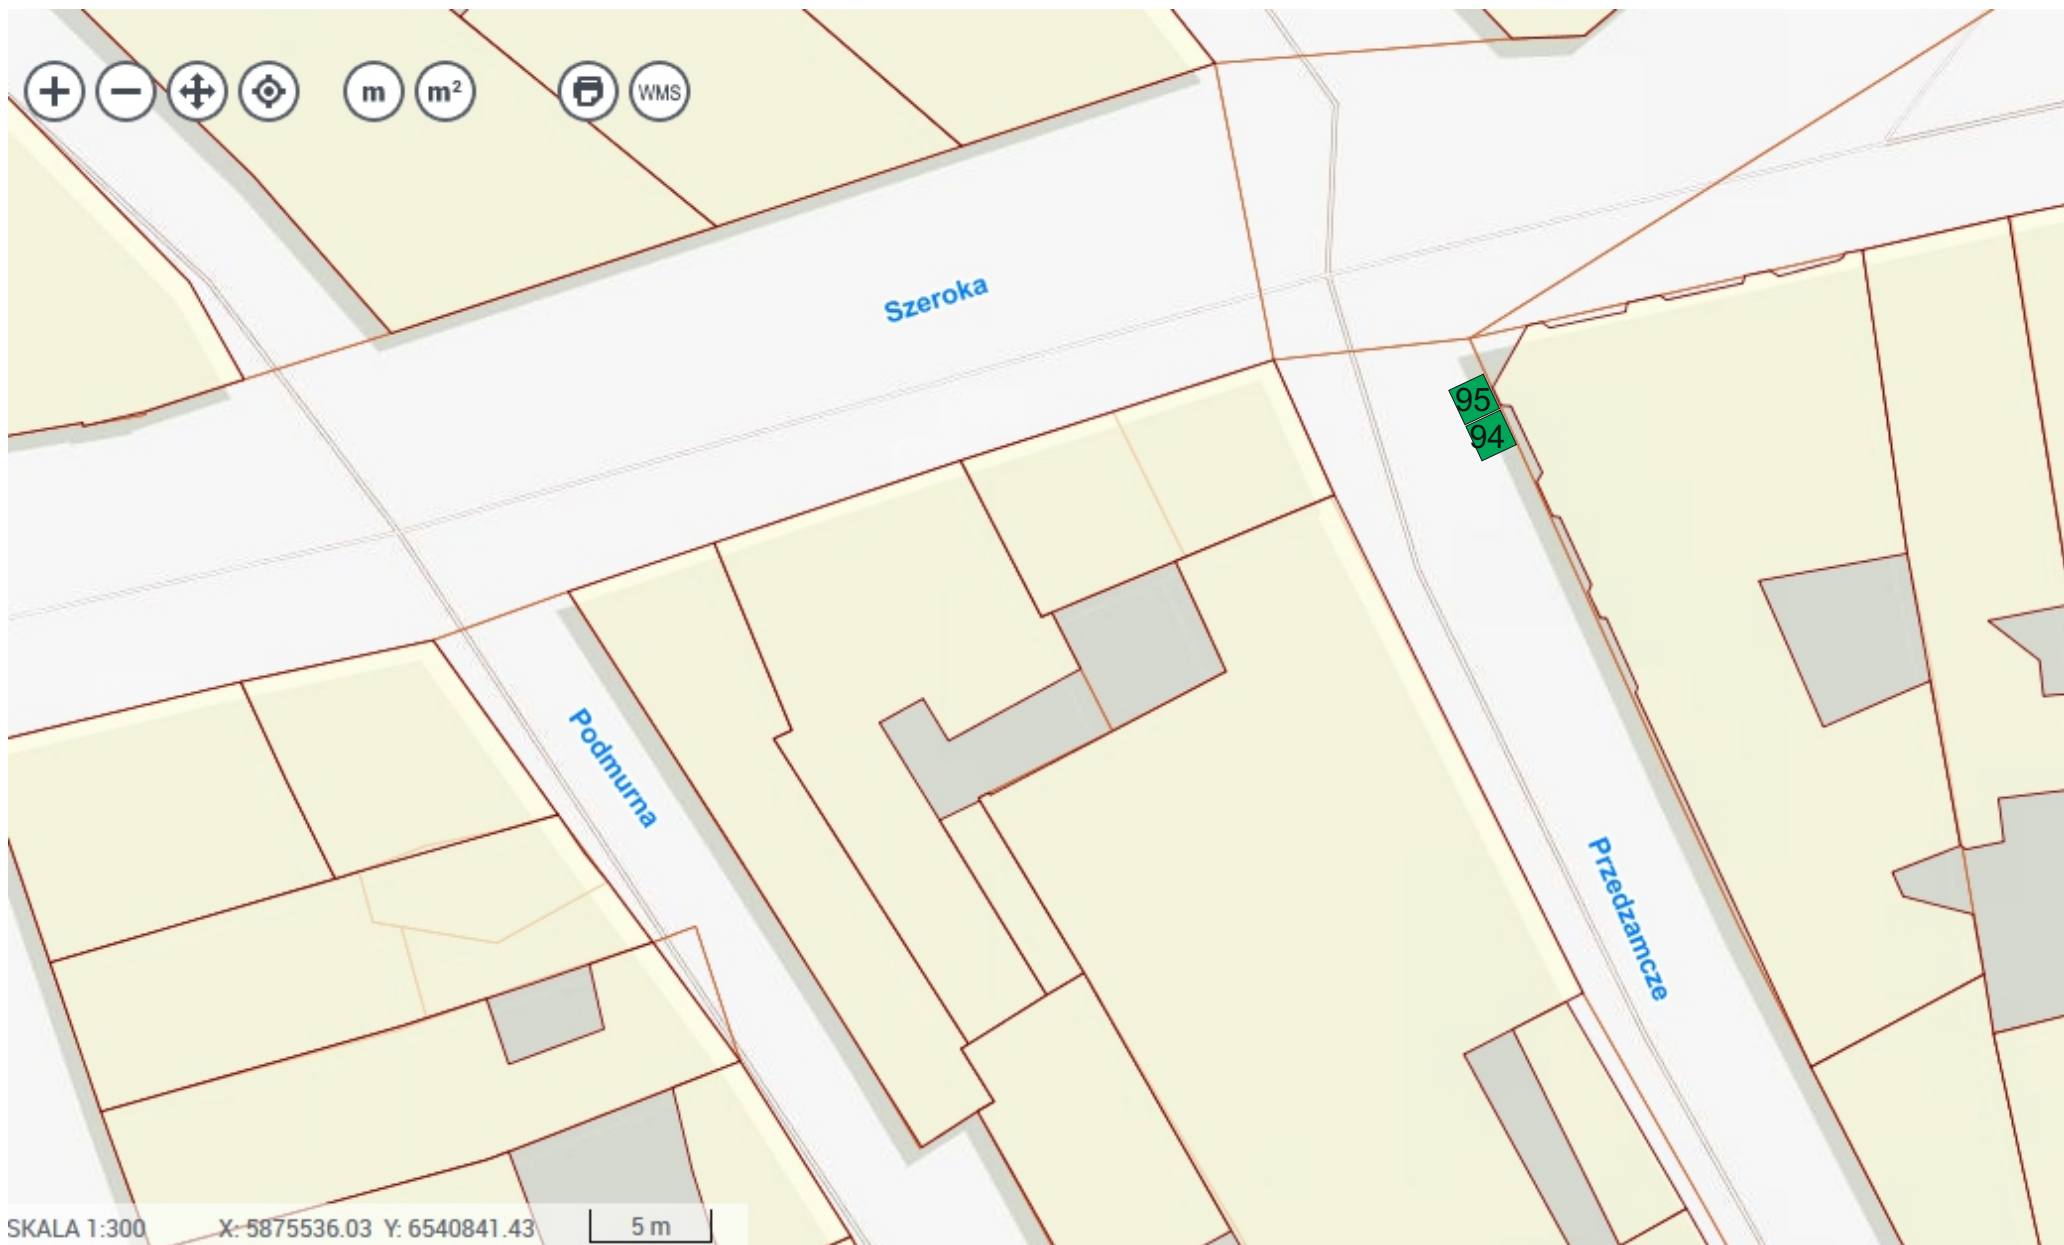 m m² WMS
Szeroka
95
94
Podmurna
Przedzamcze
SKALA 1:300 X: 5875536.03 Y: 6540841.43 5 m